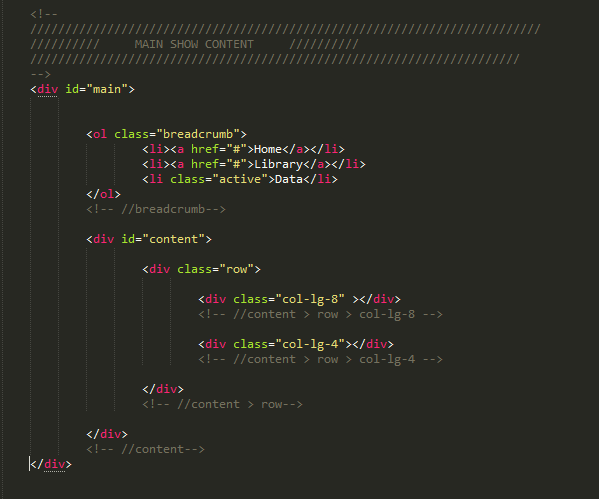 <!--
/////////////////////////////////////////////////////////////////////////
//////////     MAIN SHOW CONTENT     //////////
//////////////////////////////////////////////////////////////////////
-->
<div id="main">
<ol class="breadcrumb">
<li><a href="#">Home</a></li>
<li><a href="#">Library</a></li>
<li class="active">Data</li>
</ol>
<!-- //breadcrumb-->
<div id="content">
<div class="row">
<div class="col-lg-8" ></div>
<!-- //content > row > col-lg-8 -->
<div class="col-lg-4"></div>
<!-- //content > row > col-lg-4 -->
</div>
<!-- //content > row-->
</div>
<!-- //content-->
</div>